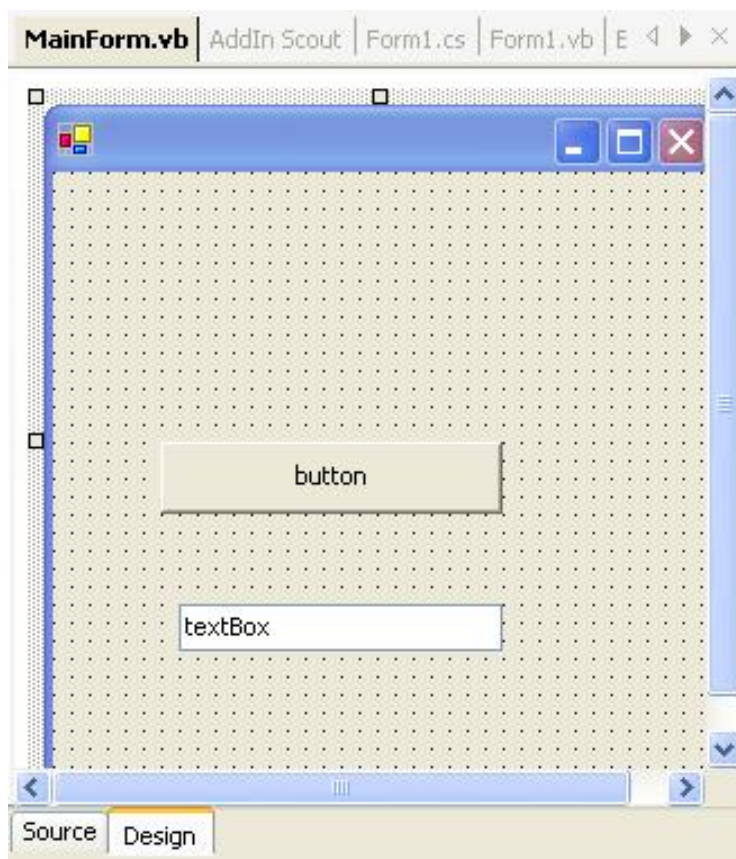 MainForm.vb AddIn Scout Form1.cs Form1.vb E
button
textBox
Source Design